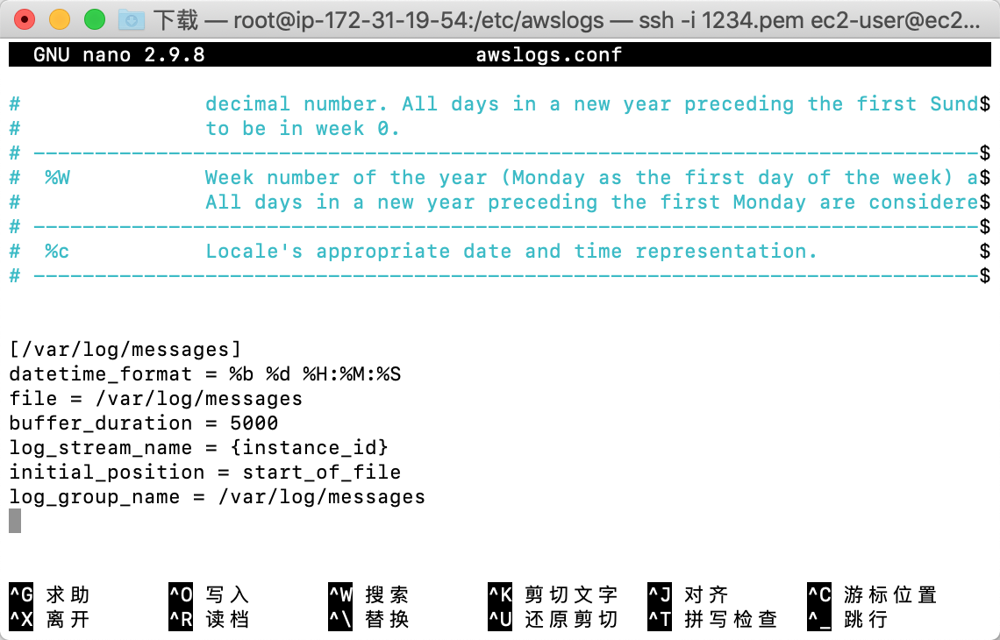 下载 — root@ip-172-31-19-54:/etc/awslogs — ssh -i 1234.pem ec2-user@ec2...
GNU nano 2.9.8 awslogs.conf
# decimal number. All days in a new year preceding the first Sund$
# to be in week 0.
# -----------------------------------------------------------------------------$
# %W Week number of the year (Monday as the first day of the week) a$
# All days in a new year preceding the first Monday are considere$
# -----------------------------------------------------------------------------$
# %c Locale's appropriate date and time representation. $
# -----------------------------------------------------------------------------$
[/var/log/messages]
datetime_format = %b %d %H:%M:%S
file = /var/log/messages
buffer_duration = 5000
log_stream_name = {instance_id}
initial_position = start_of_file
log_group_name = /var/log/messages
^G 求助 ^O 写入 ^W 搜索 ^K 剪切文字 ^J 对齐 ^C 游标位置
^X 离开 ^R 读档 ^\ 替换 ^U 还原剪切 ^T 拼写检查 ^_ 跳行